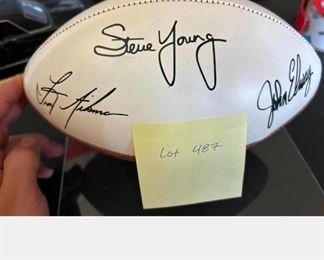 Steve Young
Troy Aikman
John Elway
Lot 487